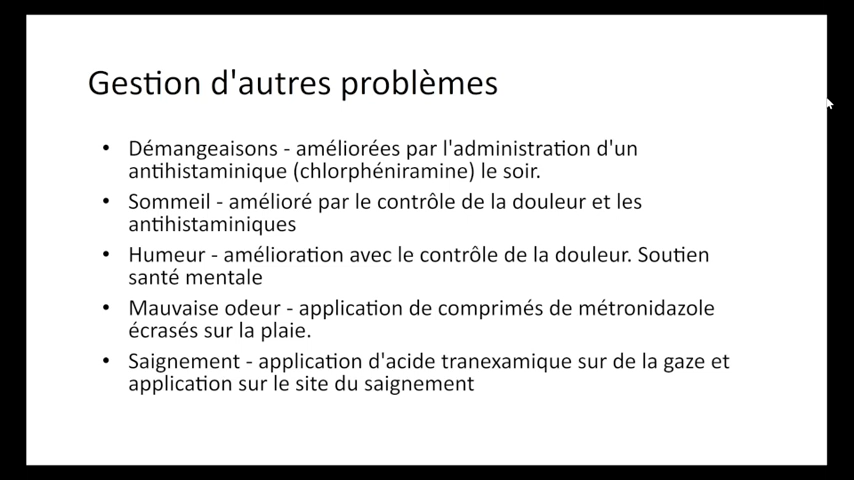 Gestion d'autres problèmes
• Démangeaisons - améliorées par l'administration d'un
antihistaminique (chlorphéniramine) le soir.
• Sommeil - amélioré par le contrôle de la douleur et les
antihistaminiques
• Humeur - amélioration avec le contrôle de la douleur. Soutien
santé mentale
• Mauvaise odeur - application de comprimés de métronidazole
écrasés sur la plaie.
• Saignement - application d'acide tranexamique sur de la gaze et
application sur le site du saignement